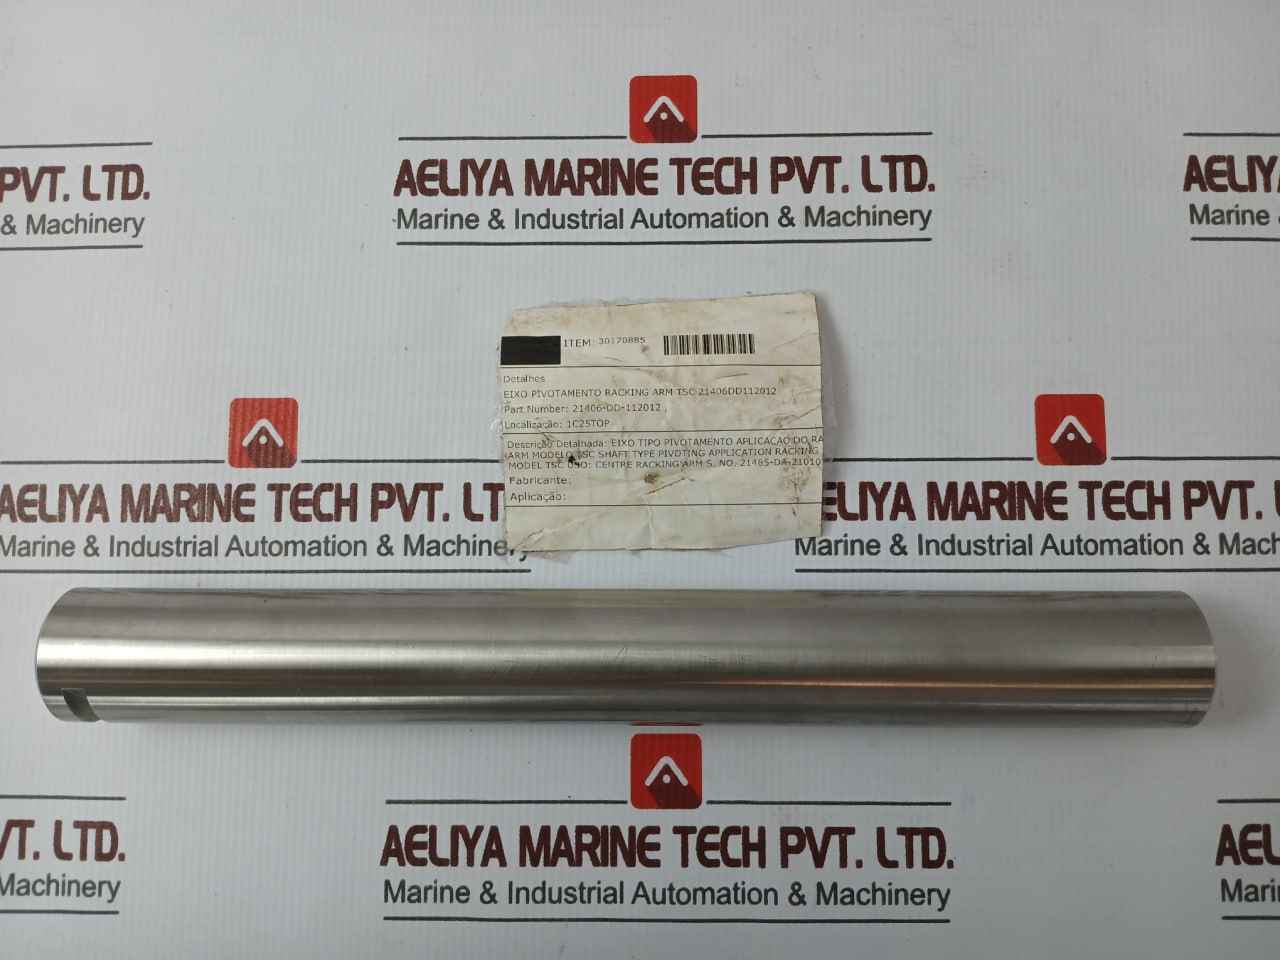 AELIYA MARINE TECH PVT. LTD.
Marine & Industrial Automation & Machinery
PVT. LTD.
& Machinery
AELIYA
Marine
ITEM: 30170885
Detalhes
EIXO PIVOTAMENTO RACKING ARM TSC 21406DD112012
Part Number: 21406-DD-112012 ,
Localização: 1C25TOP
Descrição Detalhada: EIXO TIPO PIVOTAMENTO APLICACAO DO RA
ARM MODELO TSC SHAFT TYPE PIVOTING APPLICATION RACKING
MODEL TSC USO: CENTRE RACKING ARM S. NO. 21485-DA-21010
Fabricante:
Aplicação:
AELIYA MARINE TECH PVT. LT
Marine & Industrial Automation & Machinery
AELIYA MARINE TECH PVT. L
Marine & Industrial Automation & Mach
VT. LTD.
Machinery
AELIYA MARINE TECH PVT. LTD.
Marine & Industrial Automation & Machinery
AEL
Marin